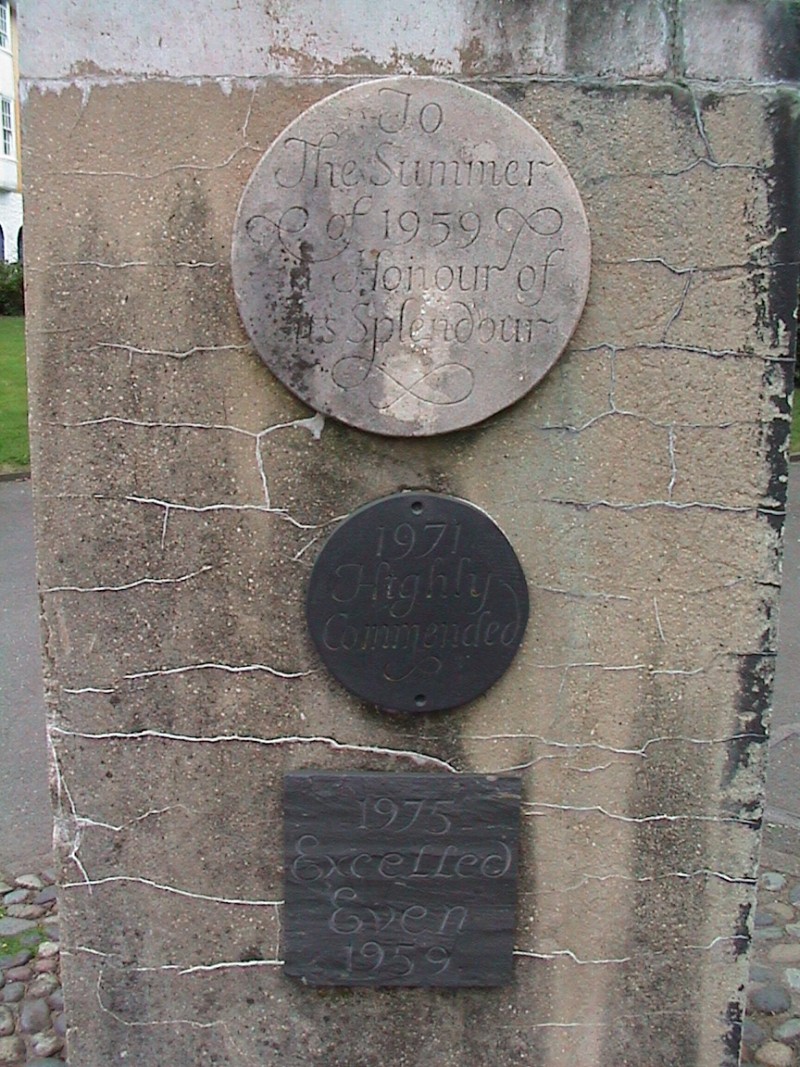 To
The Summer
of 1959
in Honour of
its Splendour
1971
Highly
Commended
1975
Excelled
Even
1959